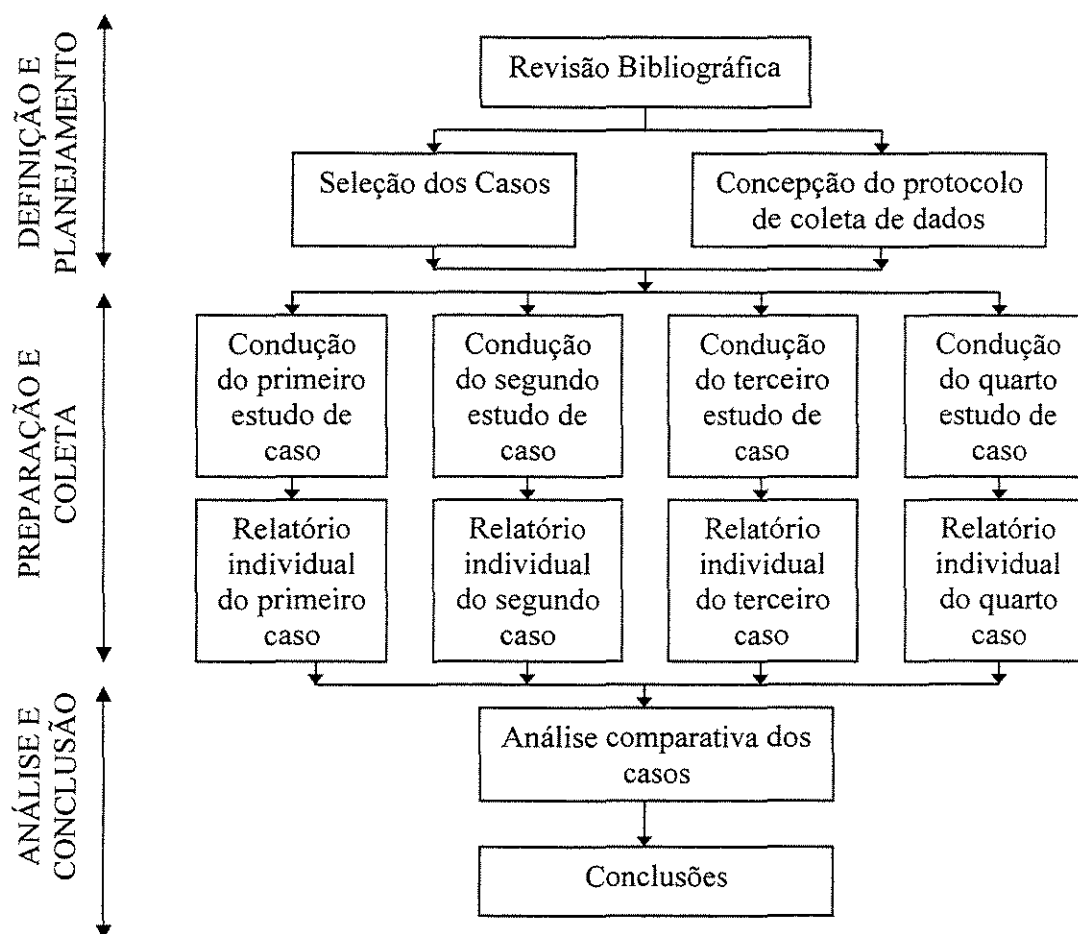 DEFINIÇÃO E
PLANEJAMENTO
Revisão Bibliográfica
Seleção dos Casos
Concepção do protocolo
de coleta de dados
PREPARAÇÃO E
COLETA
Condução
do primeiro
estudo de
caso
Condução
do segundo
estudo de
caso
Condução
do terceiro
estudo de
caso
Condução
do quarto
estudo de
caso
Relatório
individual
do primeiro
caso
Relatório
individual
do segundo
caso
Relatório
individual
do terceiro
caso
Relatório
individual
do quarto
caso
ANÁLISE E
CONCLUSÃO
Análise comparativa dos
casos
Conclusões